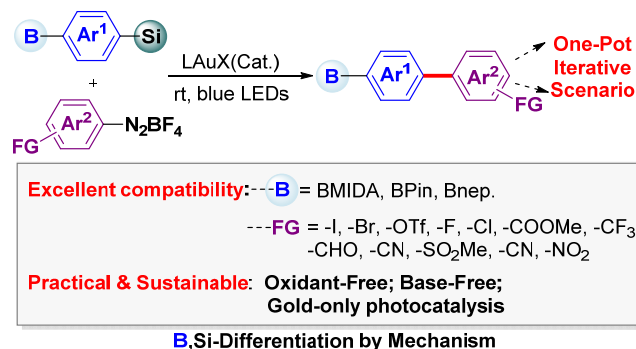 B Ar1 Si
+
FG Ar2 N2BF4
LAuX(Cat.)
rt, blue LEDs
B Ar1 Ar2 FG
One-Pot
Iterative
Scenario
Excellent compatibility:---B = BMIDA, BPin, Bnep.
---FG = -I, -Br, -OTf, -F, -Cl, -COOMe, -CF3
-CHO, -CN, -SO2Me, -CN, -NO2
Practical & Sustainable: Oxidant-Free; Base-Free;
Gold-only photocatalysis
B,Si-Differentiation by Mechanism